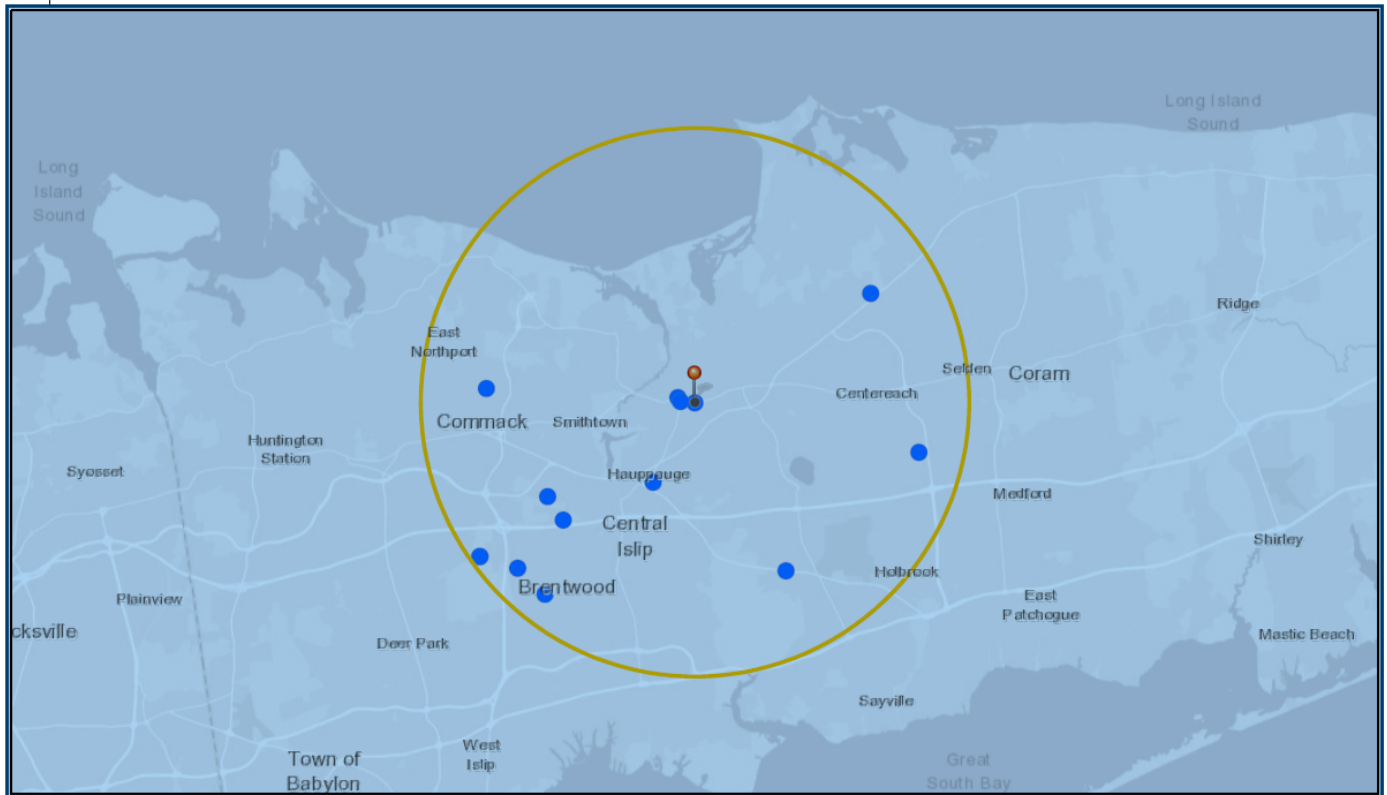 Long Island
Sound
Long
Island
Sound
Ridge
East
Northport
Selden
Coram
Centereach
Commack
Smithtown
Huntington
Station
Syosset
Hauppauge
Medford
Central
Islip
Shirley
Holbrook
Brentwood
Plainview
East
Patchogue
cksville
Deer Park
Mastic Beach
Sayville
West
Islip
Town of
Babylon
Great
South Bay